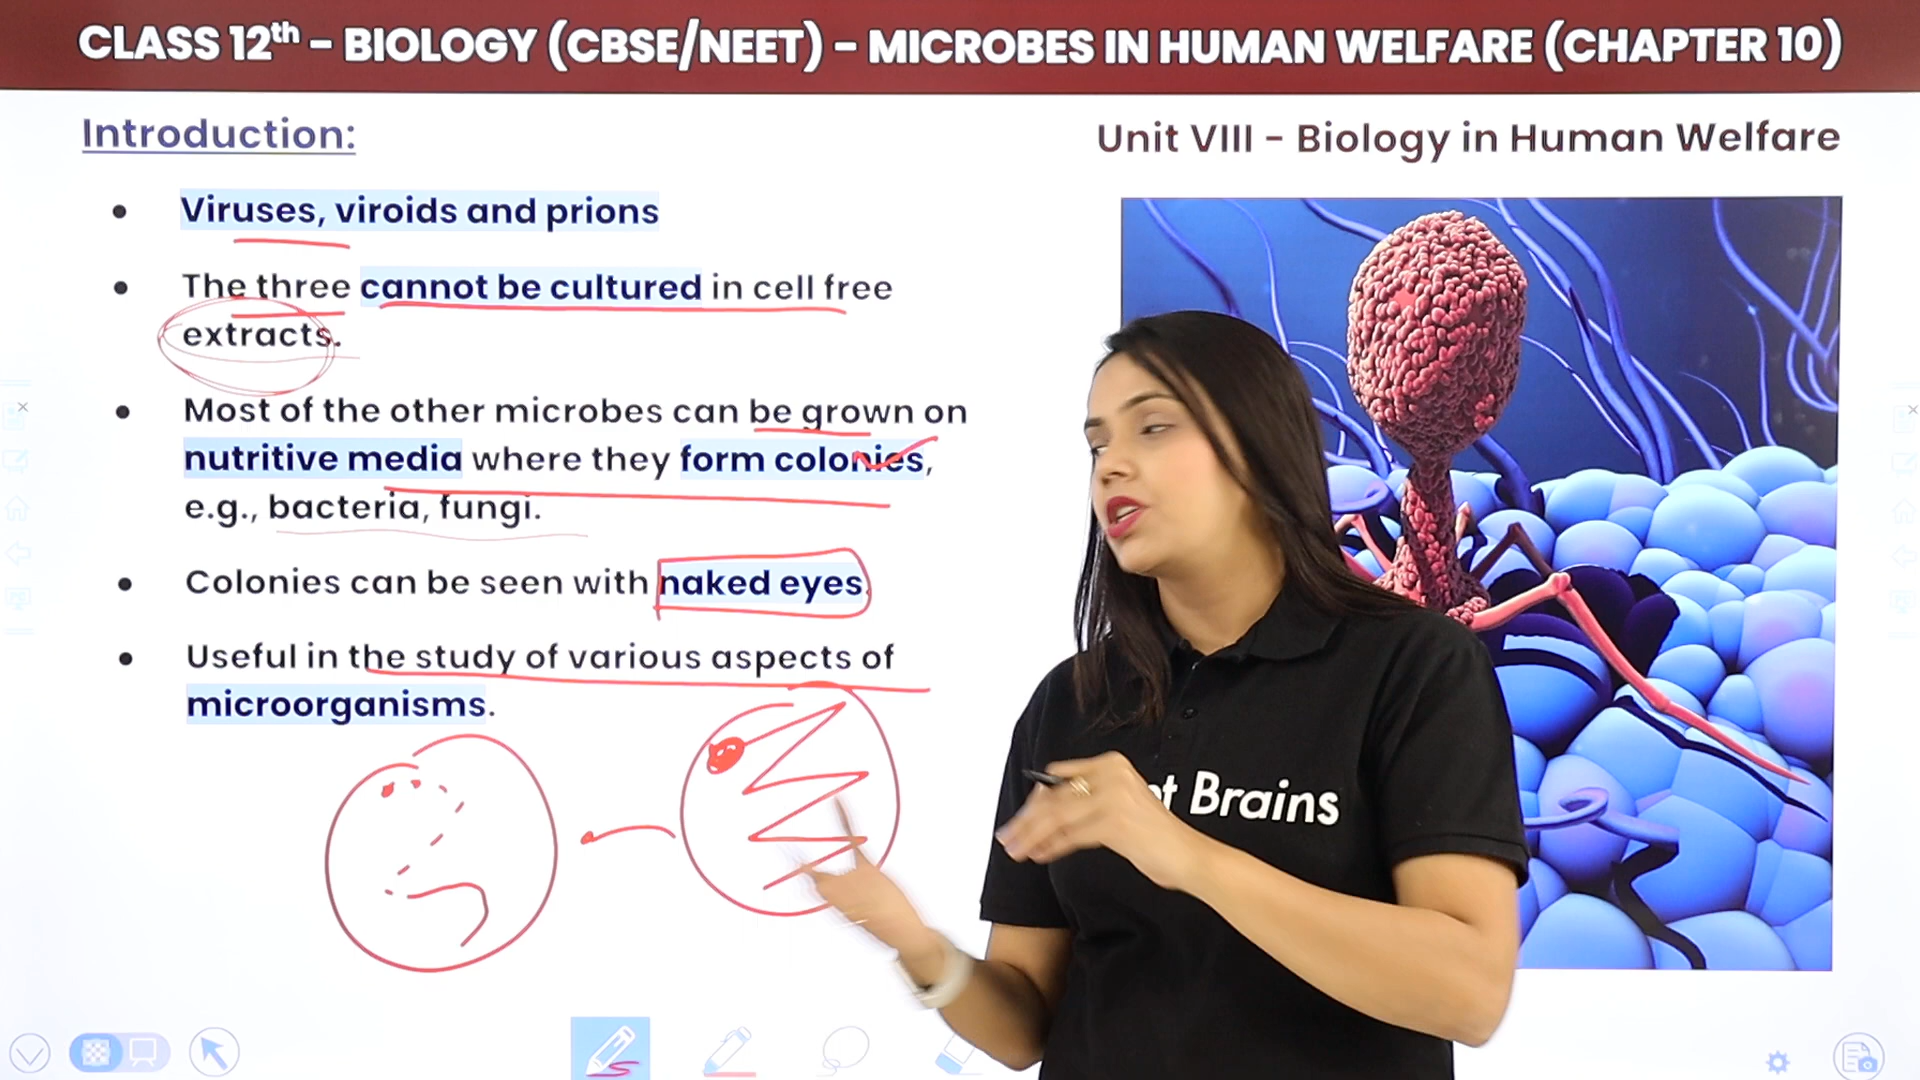 CLASS 12th – BIOLOGY (CBSE/NEET) – MICROBES IN HUMAN WELFARE (CHAPTER 10)
Introduction:
Unit VIII – Biology in Human Welfare
• Viruses, viroids and prions
• The three cannot be cultured in cell free
extracts.
• Most of the other microbes can be grown on
nutritive media where they form colonies,
e.g., bacteria, fungi.
• Colonies can be seen with naked eyes.
• Useful in the study of various aspects of
microorganisms.
Brains